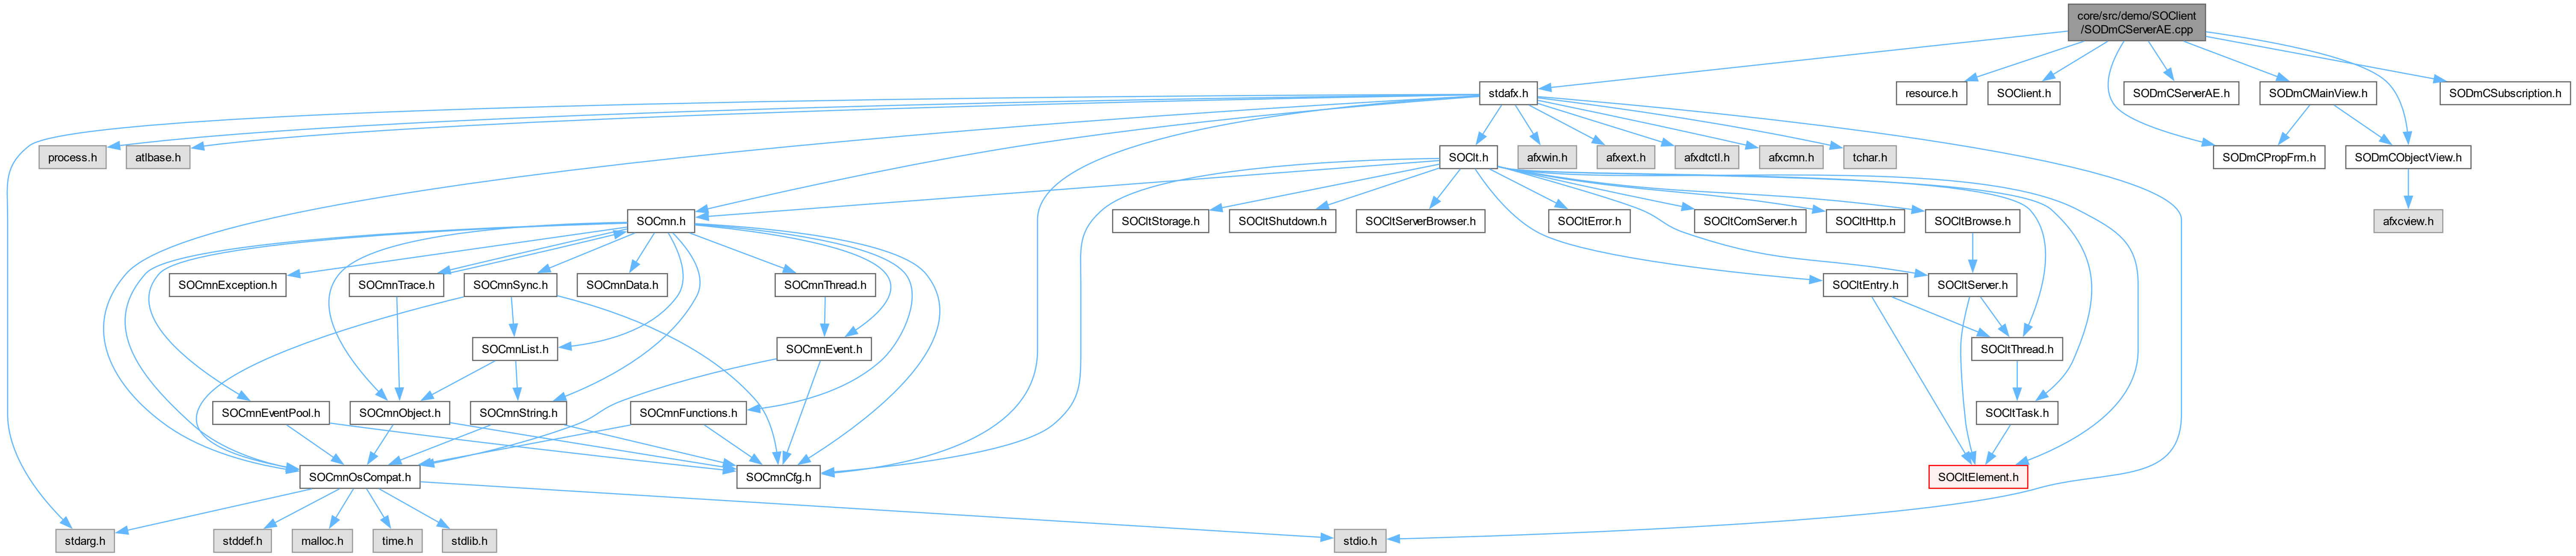 core/src/demo/SOClient
/SODmCServerAE.cpp
stdafx.h
resource.h
SOClient.h
SODmCServerAE.h
SODmCMainView.h
SODmCSubscription.h
process.h
atlbase.h
SOClt.h
afxwin.h
afxext.h
afxdtctl.h
afxcmn.h
tchar.h
SODmCPropFrm.h
SODmCObjectView.h
SOCmn.h
SOCltStorage.h
SOCltShutdown.h
SOCltServerBrowser.h
SOCltError.h
SOCltComServer.h
SOCltHttp.h
SOCltBrowse.h
afxcview.h
SOCmnException.h
SOCmnTrace.h
SOCmnSync.h
SOCmnData.h
SOCmnThread.h
SOCltEntry.h
SOCltServer.h
SOCmnList.h
SOCmnEvent.h
SOCltThread.h
SOCmnEventPool.h
SOCmnObject.h
SOCmnString.h
SOCmnFunctions.h
SOCltTask.h
SOCmnOsCompat.h
SOCmnCfg.h
SOCltElement.h
stdarg.h
stddef.h
malloc.h
time.h
stdlib.h
stdio.h